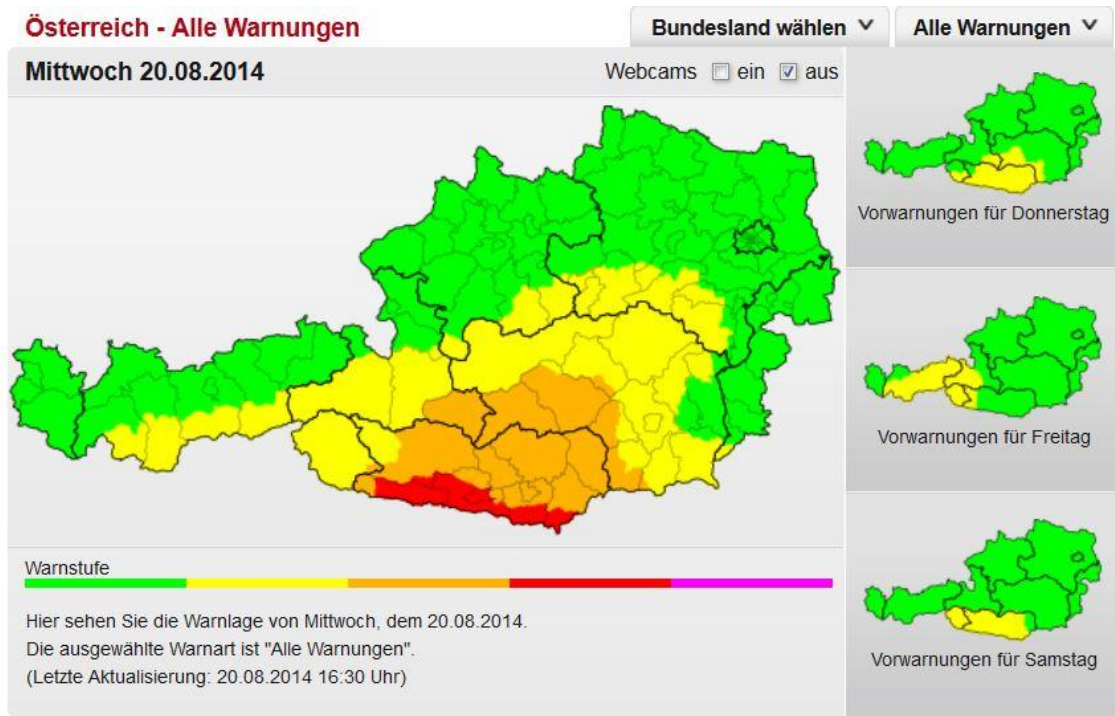 Österreich - Alle Warnungen
Bundesland wählen
Alle Warnungen
Mittwoch 20.08.2014
Webcams ein aus
Vorwarnungen für Donnerstag
Vorwarnungen für Freitag
Vorwarnungen für Samstag
Warnstufe
Hier sehen Sie die Warnlage von Mittwoch, dem 20.08.2014.
Die ausgewählte Warnart ist "Alle Warnungen".
(Letzte Aktualisierung: 20.08.2014 16:30 Uhr)